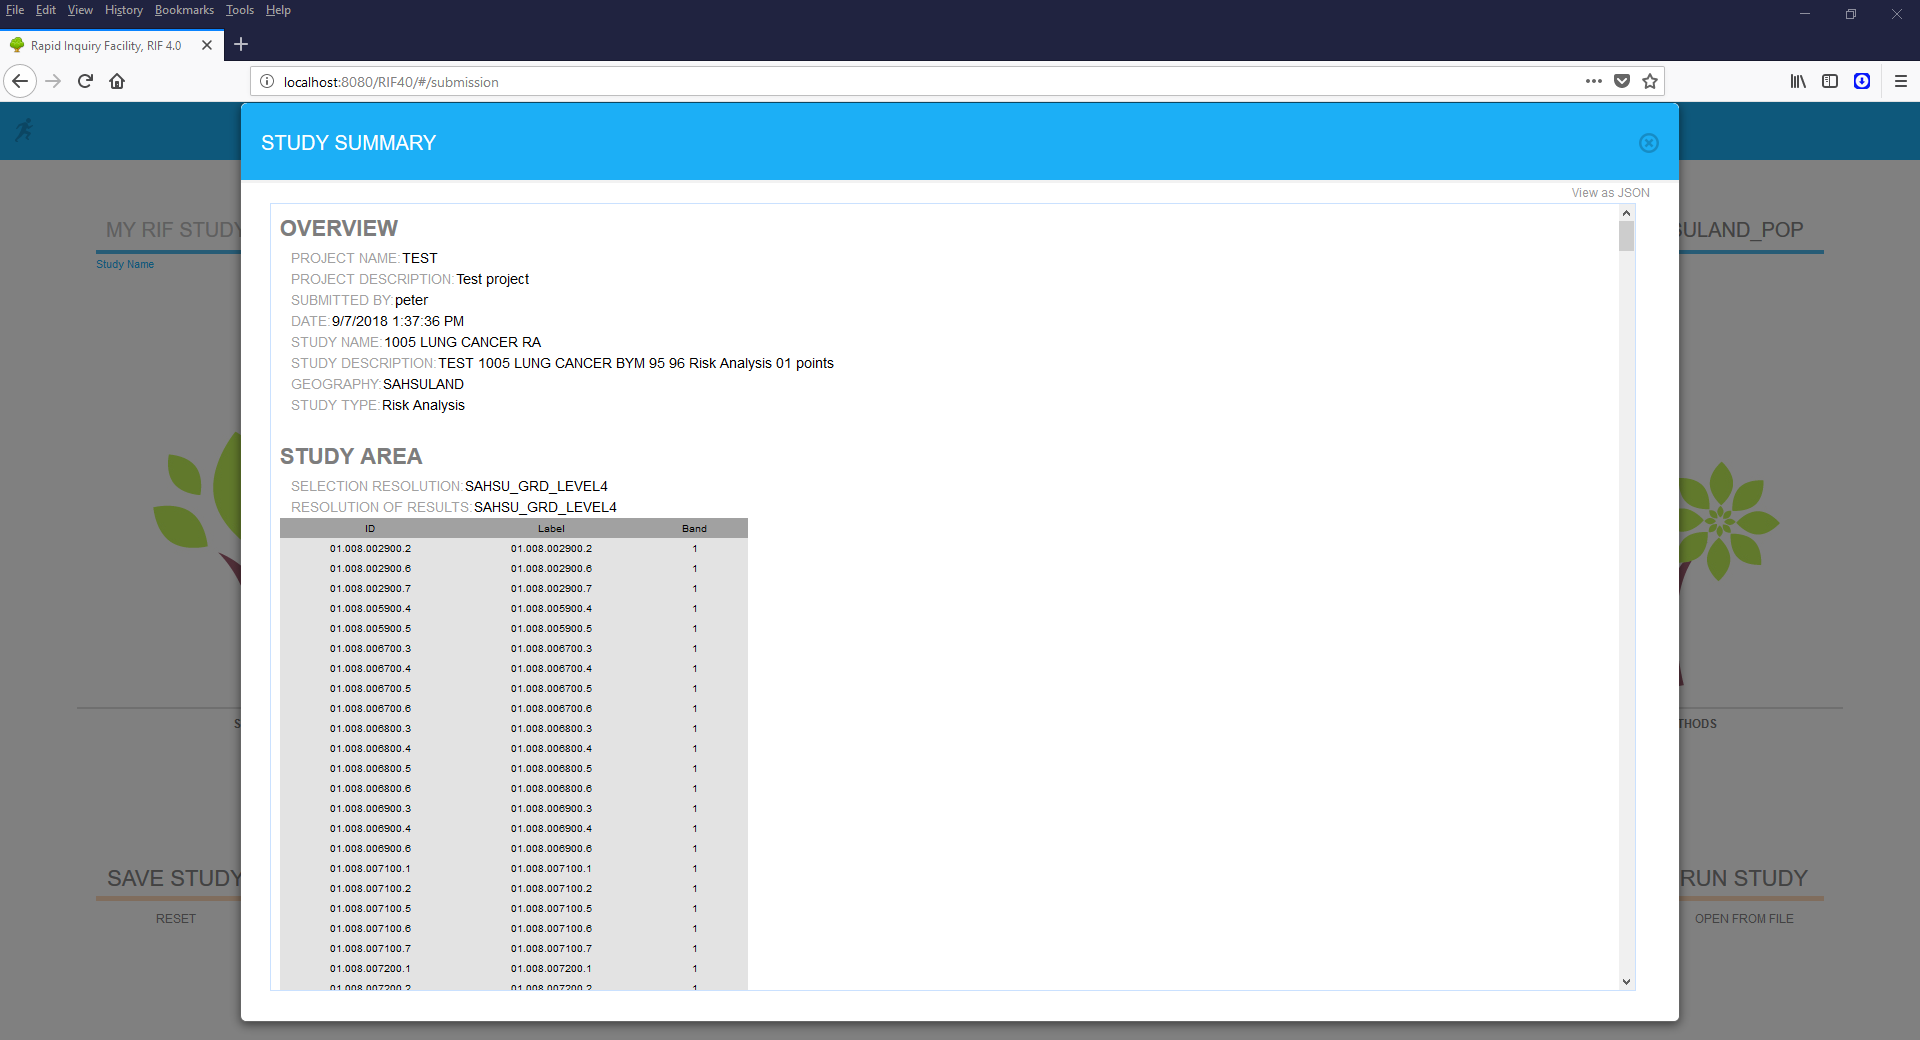 File Edit View History Bookmarks Tools Help
Rapid Inquiry Facility, RIF 4.0
localhost:8080/RIF40/#/submission
STUDY SUMMARY
View as JSON
MY RIF STUDY
Study Name
SULAND_POP
OVERVIEW
PROJECT NAME: TEST
PROJECT DESCRIPTION: Test project
SUBMITTED BY: peter
DATE: 9/7/2018 1:37:36 PM
STUDY NAME: 1005 LUNG CANCER RA
STUDY DESCRIPTION: TEST 1005 LUNG CANCER BYM 95 96 Risk Analysis 01 points
GEOGRAPHY: SAHSULAND
STUDY TYPE: Risk Analysis
STUDY AREA
SELECTION RESOLUTION: SAHSU_GRD_LEVEL4
RESOLUTION OF RESULTS: SAHSU_GRD_LEVEL4
ID Label Band
01.008.002900.2 01.008.002900.2 1
01.008.002900.6 01.008.002900.6 1
01.008.002900.7 01.008.002900.7 1
01.008.005900.4 01.008.005900.4 1
01.008.005900.5 01.008.005900.5 1
01.008.006700.3 01.008.006700.3 1
01.008.006700.4 01.008.006700.4 1
01.008.006700.5 01.008.006700.5 1
01.008.006700.6 01.008.006700.6 1
01.008.006800.3 01.008.006800.3 1
01.008.006800.4 01.008.006800.4 1
01.008.006800.5 01.008.006800.5 1
01.008.006800.6 01.008.006800.6 1
01.008.006900.3 01.008.006900.3 1
01.008.006900.4 01.008.006900.4 1
01.008.006900.6 01.008.006900.6 1
01.008.007100.1 01.008.007100.1 1
01.008.007100.2 01.008.007100.2 1
01.008.007100.5 01.008.007100.5 1
01.008.007100.6 01.008.007100.6 1
01.008.007100.7 01.008.007100.7 1
01.008.007200.1 01.008.007200.1 1
01.008.007200.2 01.008.007200.2 1
S
THODS
SAVE STUDY
RESET
RUN STUDY
OPEN FROM FILE